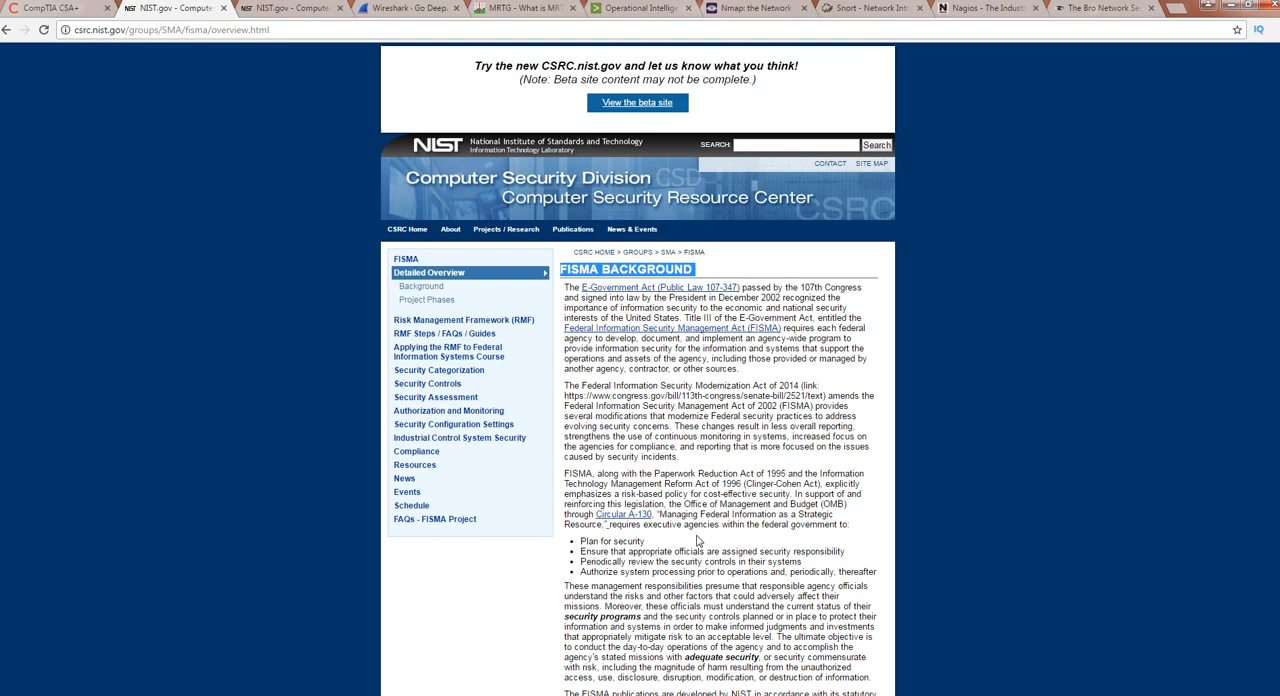 CompTIA CSA+
NIST.gov - Compute
NIST.gov - Compute
Wireshark · Go Deep.
MRTG - What is MRT
Operational Intellige
Nmap: the Network
Snort - Network Intr
Nagios - The Industr
The Bro Network Se
csrc.nist.gov/groups/SMA/fisma/overview.html
IQ
Try the new CSRC.nist.gov and let us know what you think!
(Note: Beta site content may not be complete.)
View the beta site
NIST
National Institute of Standards and Technology
Information Technology Laboratory
SEARCH:
Search
CONTACT SITE MAP
Computer Security Division CSD
Computer Security Resource Center
CSRC
CSRC Home About Projects / Research Publications News & Events
FISMA
Detailed Overview
Background
Project Phases
Risk Management Framework (RMF)
RMF Steps / FAQs / Guides
Applying the RMF to Federal
Information Systems Course
Security Categorization
Security Controls
Security Assessment
Authorization and Monitoring
Security Configuration Settings
Industrial Control System Security
Compliance
Resources
News
Events
Schedule
FAQs - FISMA Project
CSRC HOME > GROUPS > SMA > FISMA
FISMA BACKGROUND
The E-Government Act (Public Law 107-347) passed by the 107th Congress
and signed into law by the President in December 2002 recognized the
importance of information security to the economic and national security
interests of the United States. Title III of the E-Government Act, entitled the
Federal Information Security Management Act (FISMA) requires each federal
agency to develop, document, and implement an agency-wide program to
provide information security for the information and systems that support the
operations and assets of the agency, including those provided or managed by
another agency, contractor, or other sources.
The Federal Information Security Modernization Act of 2014 (link:
https://www.congress.gov/bill/113th-congress/senate-bill/2521/text) amends the
Federal Information Security Management Act of 2002 (FISMA) provides
several modifications that modernize Federal security practices to address
evolving security concerns. These changes result in less overall reporting,
strengthens the use of continuous monitoring in systems, increased focus on
the agencies for compliance, and reporting that is more focused on the issues
caused by security incidents.
FISMA, along with the Paperwork Reduction Act of 1995 and the Information
Technology Management Reform Act of 1996 (Clinger-Cohen Act), explicitly
emphasizes a risk-based policy for cost-effective security. In support of and
reinforcing this legislation, the Office of Management and Budget (OMB)
through Circular A-130, “Managing Federal Information as a Strategic
Resource,” requires executive agencies within the federal government to:
• Plan for security
• Ensure that appropriate officials are assigned security responsibility
• Periodically review the security controls in their systems
• Authorize system processing prior to operations and, periodically, thereafter
These management responsibilities presume that responsible agency officials
understand the risks and other factors that could adversely affect their
missions. Moreover, these officials must understand the current status of their
security programs and the security controls planned or in place to protect their
information and systems in order to make informed judgments and investments
that appropriately mitigate risk to an acceptable level. The ultimate objective is
to conduct the day-to-day operations of the agency and to accomplish the
agency's stated missions with adequate security, or security commensurate
with risk, including the magnitude of harm resulting from the unauthorized
access, use, disclosure, disruption, modification, or destruction of information.
The FISMA publications are developed by NIST in accordance with its statutory